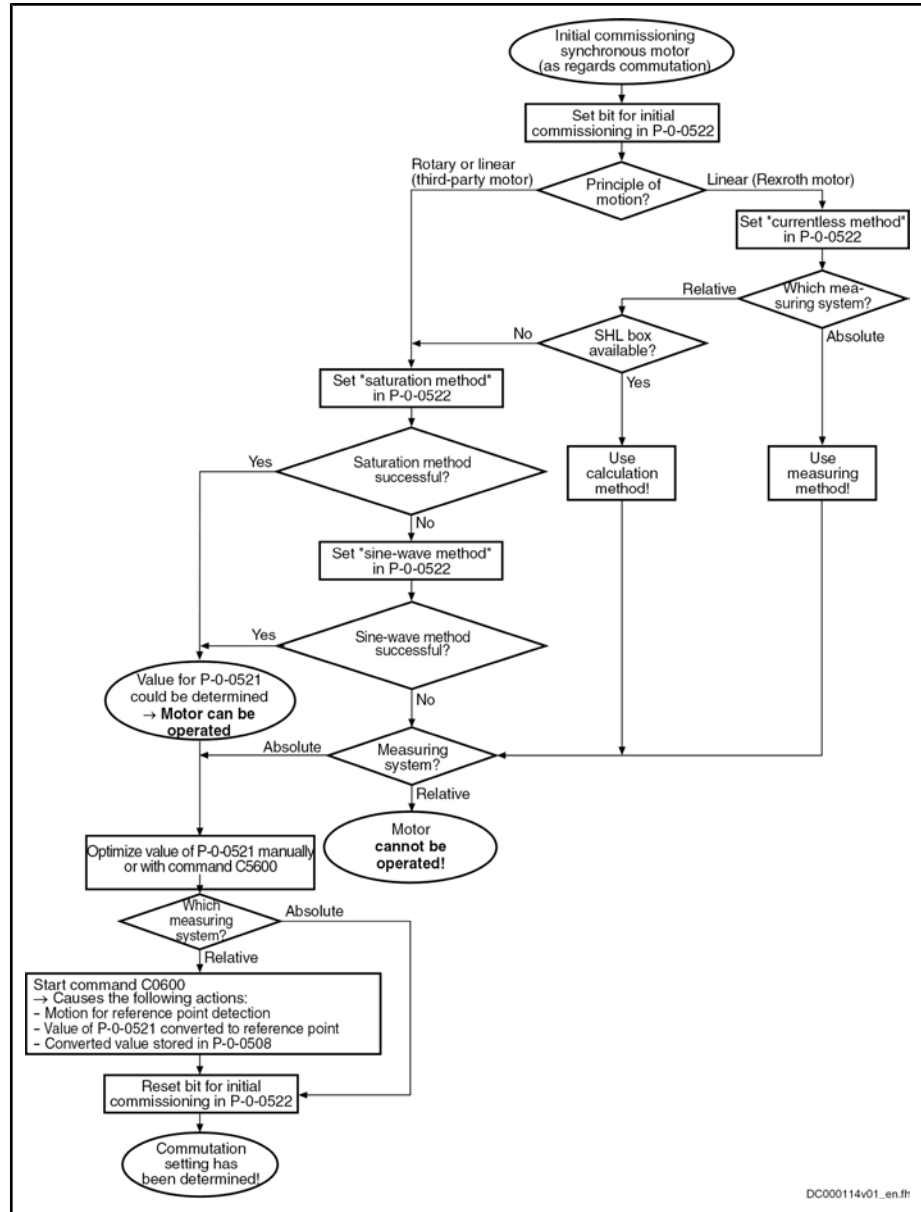 Initial commissioning
synchronous motor
(as regards commutation)
Set bit for initial
commissioning in P-0-0522
Rotary or linear
(third-party motor)
Principle of
motion?
Linear (Rexroth motor)
Set "currentless method"
in P-0-0522
Relative
Which mea-
suring system?
Absolute
No
SHL box
available?
Yes
Set "saturation method"
in P-0-0522
Yes
Saturation method
successful?
No
Use
calculation
method!
Use
measuring
method!
Set "sine-wave method"
in P-0-0522
Yes
Sine-wave method
successful?
No
Value for P-0-0521
could be determined
→ Motor can be
operated
Absolute
Measuring
system?
Relative
Motor
cannot be
operated!
Optimize value of P-0-0521 manually
or with command C5600
Which
measuring
system?
Absolute
Relative
Start command C0600
→ Causes the following actions:
- Motion for reference point detection
- Value of P-0-0521 converted to reference point
- Converted value stored in P-0-0508
Reset bit for initial
commissioning in P-0-0522
Commutation
setting has
been determined!
DC000114v01_en.fh